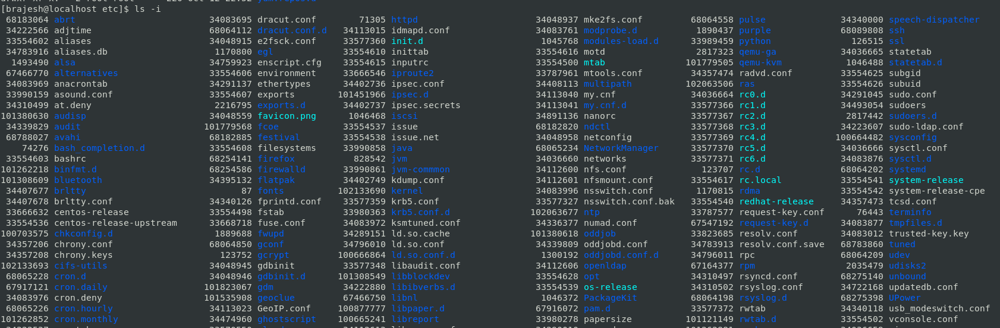 [brajesh@localhost etc]$ ls -i
68183064 abrt 34083695 dracut.conf 71305 httpd 34048937 mke2fs.conf 68064558 pulse 34340000 speech-dispatcher
34222566 adjtime 68064112 dracut.conf.d 34113015 idmapd.conf 34083761 modprobe.d 1890437 purple 68089808 ssh
33554602 aliases 34048915 e2fsck.conf 33577360 init.d 1045768 modules-load.d 33989459 python 126515 ssl
34783916 aliases.db 1170800 egl 33554610 inittab 33554616 motd 2817323 qemu-ga 34036665 statetab
1493490 alsa 34759923 enscript.cfg 33554615 inputrc 33554500 mtab 101779505 qemu-kvm 1046488 statetab.d
67466770 alternatives 33554606 environment 33666546 iproute2 33787961 mtools.conf 34357474 radvd.conf 33554625 subgid
34083969 anacrontab 34291137 ethertypes 34402736 ipsec.conf 34408113 multipath 102063506 ras 33554626 subuid
33990159 asound.conf 33554607 exports 101451966 ipsec.d 34113040 my.cnf 34036664 rc0.d 34291045 sudo.conf
34310499 at.deny 2216795 exports.d 34402737 ipsec.secrets 34113041 my.cnf.d 33577366 rc1.d 34493054 sudoers
101380630 audisp 34048559 favicon.png 1046468 iscsi 34891136 nanorc 33577367 rc2.d 2817442 sudoers.d
34339829 audit 101779568 fcoe 33554537 issue 68182820 ndctl 33577368 rc3.d 34223607 sudo-ldap.conf
68788027 avahi 68182885 festival 33554538 issue.net 34048958 netconfig 33577369 rc4.d 100664482 sysconfig
74276 bash_completion.d 33554608 filesystems 33990858 java 68065234 NetworkManager 33577370 rc5.d 34036666 sysctl.conf
33554603 bashrc 68254141 firefox 828542 jvm 34036660 networks 33577371 rc6.d 34083876 sysctl.d
101262218 binfmt.d 68254586 firewalld 33990861 jvm-commmon 34112600 nfs.conf 123707 rc.d 68064202 systemd
101308609 bluetooth 34395132 flatpak 34402749 kdump.conf 34112601 nfsmount.conf 33554617 rc.local 33554541 system-release
34407677 brltty 87 fonts 102133690 kernel 34083996 nsswitch.conf 1170815 rdma 33554542 system-release-cpe
34407678 brltty.conf 34340126 fprintd.conf 33577359 krb5.conf 33577327 nsswitch.conf.bak 33554540 redhat-release 34357473 tcsd.conf
33666632 centos-release 33554498 fstab 33980363 krb5.conf.d 102063677 ntp 33787577 request-key.conf 76443 terminfo
33554536 centos-release-upstream 33668718 fuse.conf 34083972 ksmtuned.conf 34336377 numad.conf 67547192 request-key.d 34083877 tmpfiles.d
100703575 chkconfig.d 1889688 fwupd 34289151 ld.so.cache 101380618 oddjob 33823685 resolv.conf 34083012 trusted-key.key
34357206 chrony.conf 68064850 gconf 34796010 ld.so.conf 34339809 oddjobd.conf 34783913 resolv.conf.save 68783860 tuned
34357208 chrony.keys 123752 gcrypt 100666864 ld.so.conf.d 1300192 oddjobd.conf.d 34796011 rpc 68064209 udev
102133693 cifs-utils 34048945 gdbinit 33577348 libaudit.conf 34112606 openldap 67164377 rpm 2035479 udisks2
68065228 cron.d 34048946 gdbinit.d 101308549 libblockdev 33554628 opt 34310497 rsyncd.conf 68275140 unbound
67917121 cron.daily 101823067 gdm 34222880 libibverbs.d 33554539 os-release 34310502 rsyslog.conf 34722168 updatedb.conf
34083976 cron.deny 101535908 geoclue 67466750 libnl 1046372 PackageKit 68064198 rsyslog.d 68275398 UPower
68065226 cron.hourly 34113023 GeoIP.conf 100877777 libpaper.d 67916072 pam.d 33577372 rwtab 34340118 usb_modeswitch.conf
101262852 cron.monthly 34474960 ghostscript 100665241 libreport 33980278 papersize 101121149 rwtab.d 33554502 vconsole.conf